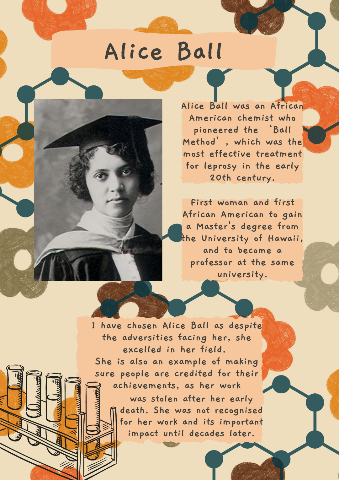 Alice Ball
Alice Ball was an African
American chemist who
pioneered the 'Ball
Method', which was the
most effective treatment
for leprosy in the early
20th century.
First woman and first
African American to gain
a Master's degree from
the University of Hawaii,
and to become a
professor at the same
university.
I have chosen Alice Ball as despite
the adversities facing her, she
excelled in her field.
She is also an example of making
sure people are credited for their
achievements, as her work
was stolen after her early
death. She was not recognised
for her work and its important
impact until decades later.